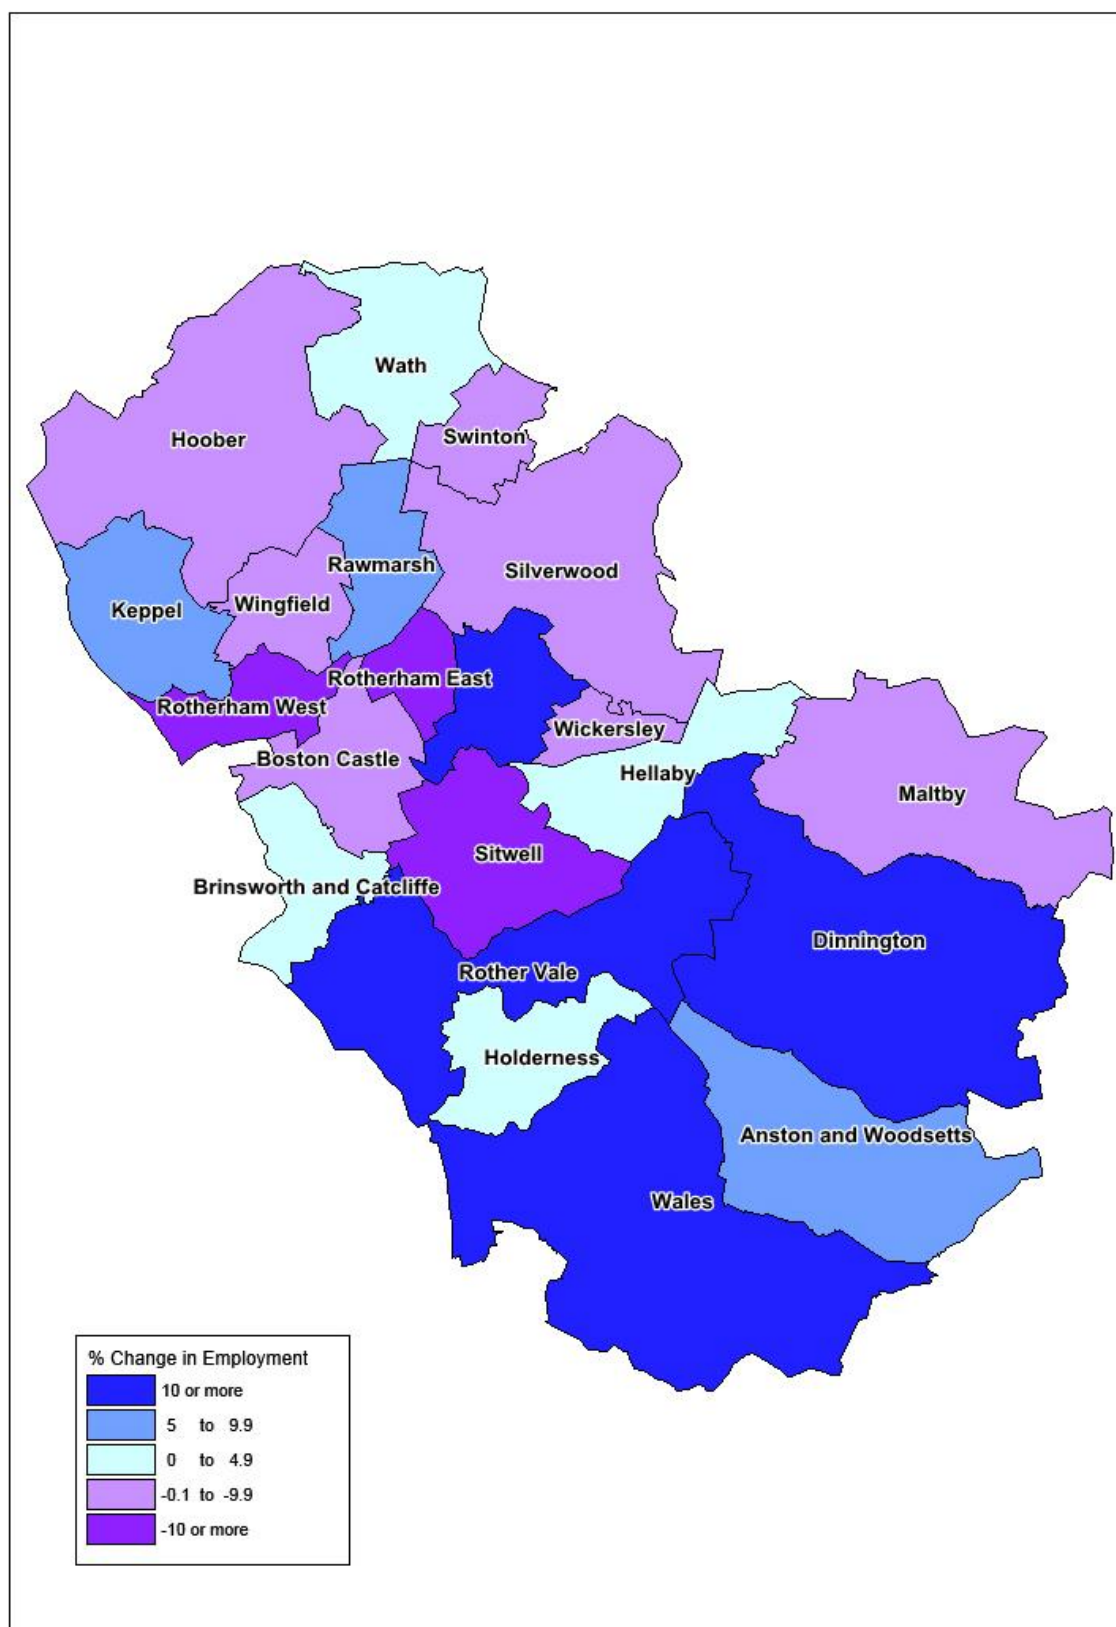 Wath
Swinton
Hoober
Rawmarsh
Silverwood
Wingfield
Keppel
Rotherham East
Rotherham West
Wickersley
Boston Castle
Hellaby
Maltby
Sitwell
Brinsworth and Catcliffe
Dinnington
Rother Vale
Holderness
Anston and Woodsetts
Wales
% Change in Employment
10 or more
5 to 9.9
0 to 4.9
-0.1 to -9.9
-10 or more